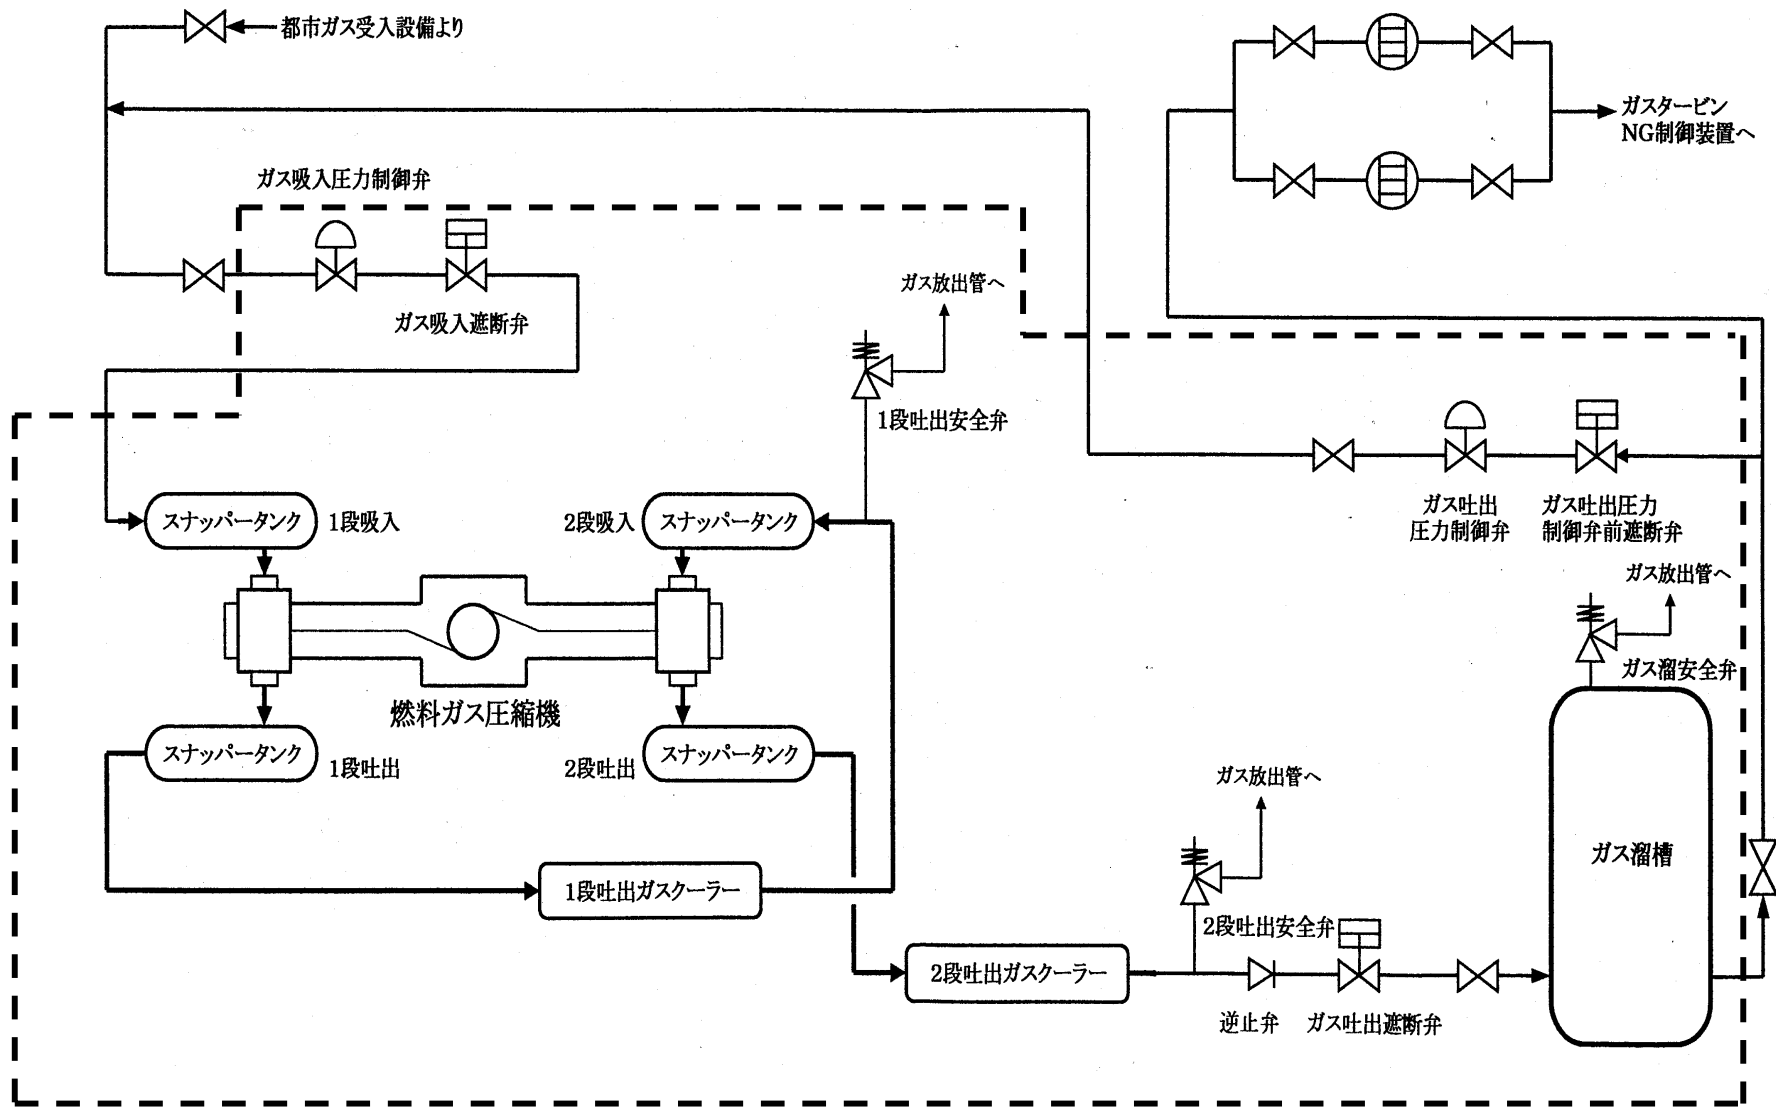 都市ガス受入設備より
ガスタービン
NG制御装置へ
ガス吸入圧力制御弁
ガス吸入遮断弁
ガス放出管へ
1段吐出安全弁
スナッパータンク
1段吸入
2段吸入
スナッパータンク
ガス吐出
圧力制御弁
ガス吐出圧力
制御弁前遮断弁
ガス放出管へ
ガス溜安全弁
燃料ガス圧縮機
スナッパータンク
1段吐出
2段吐出
スナッパータンク
ガス放出管へ
ガス溜槽
1段吐出ガスクーラー
2段吐出安全弁
2段吐出ガスクーラー
逆止弁
ガス吐出遮断弁